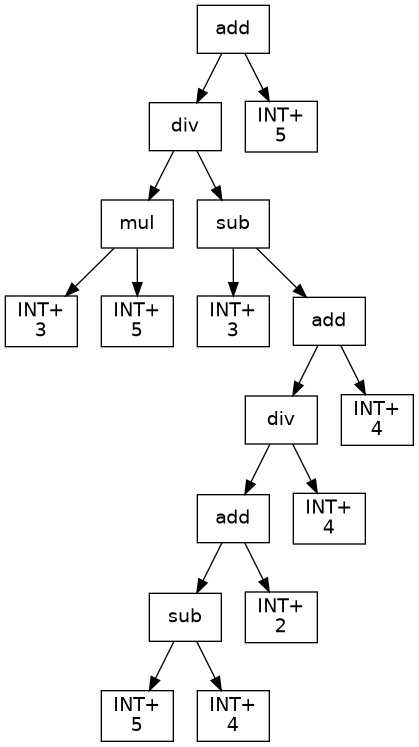 add
div
INT+
5
mul
sub
INT+
3
INT+
5
INT+
3
add
div
INT+
4
add
INT+
4
sub
INT+
2
INT+
5
INT+
4